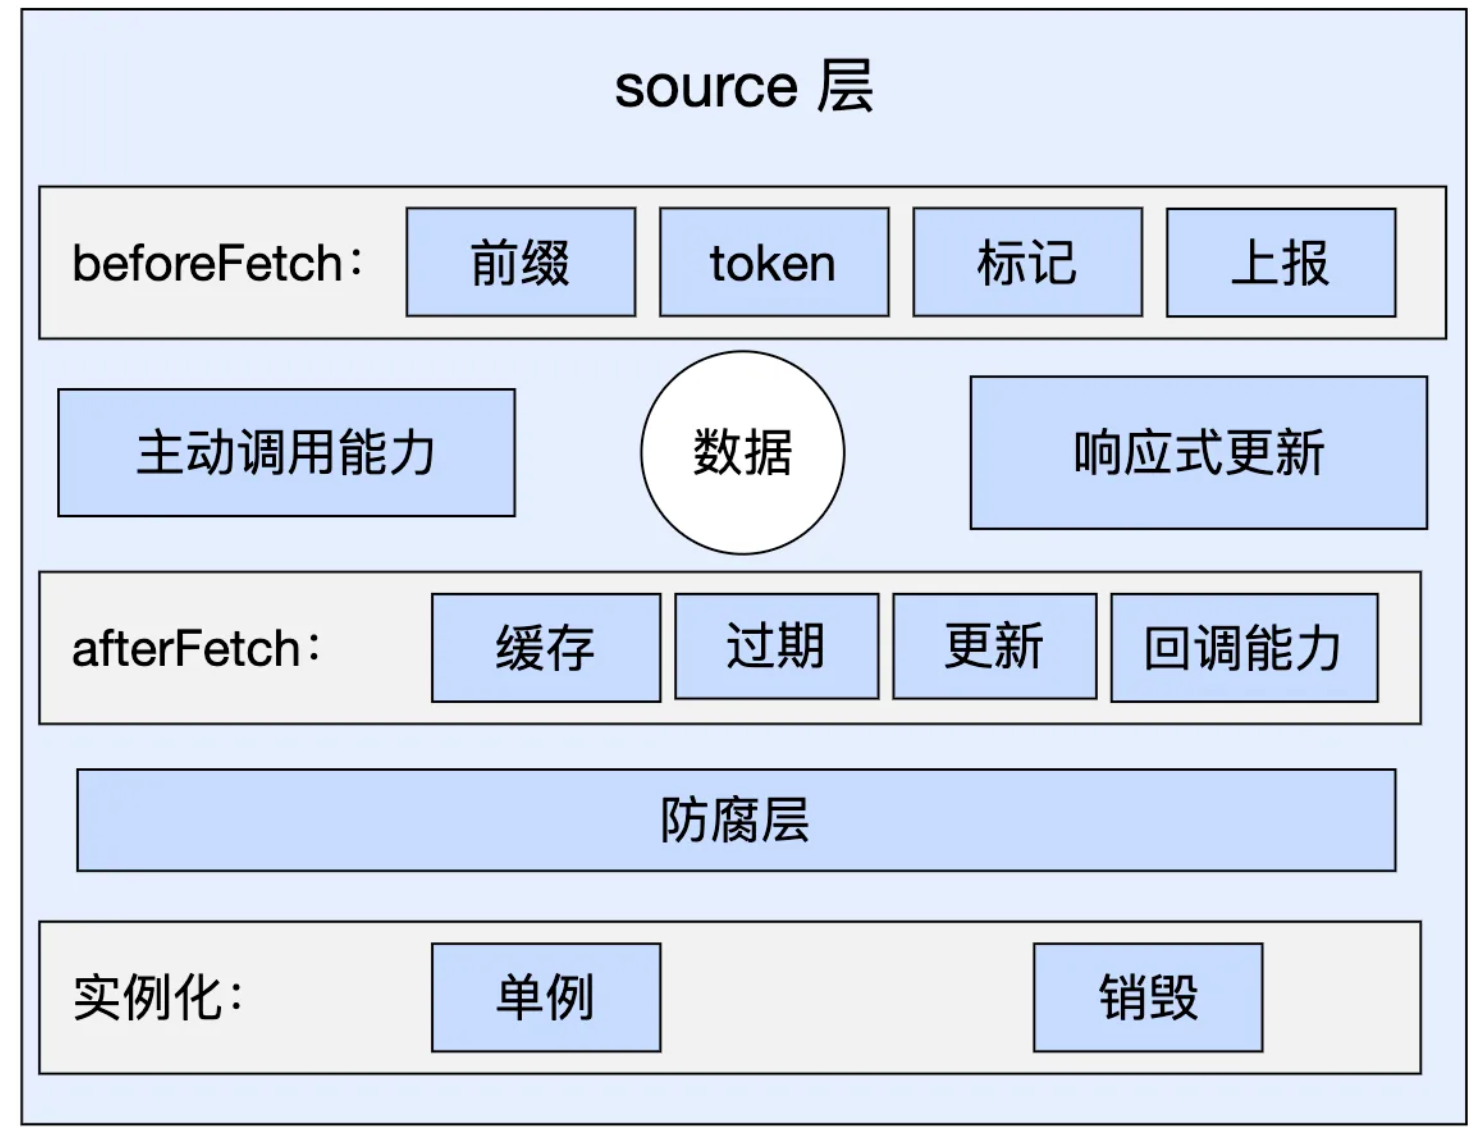 source 层
beforeFetch： 前缀 token 标记 上报
主动调用能力 数据 响应式更新
afterFetch： 缓存 过期 更新 回调能力
防腐层
实例化： 单例 销毁